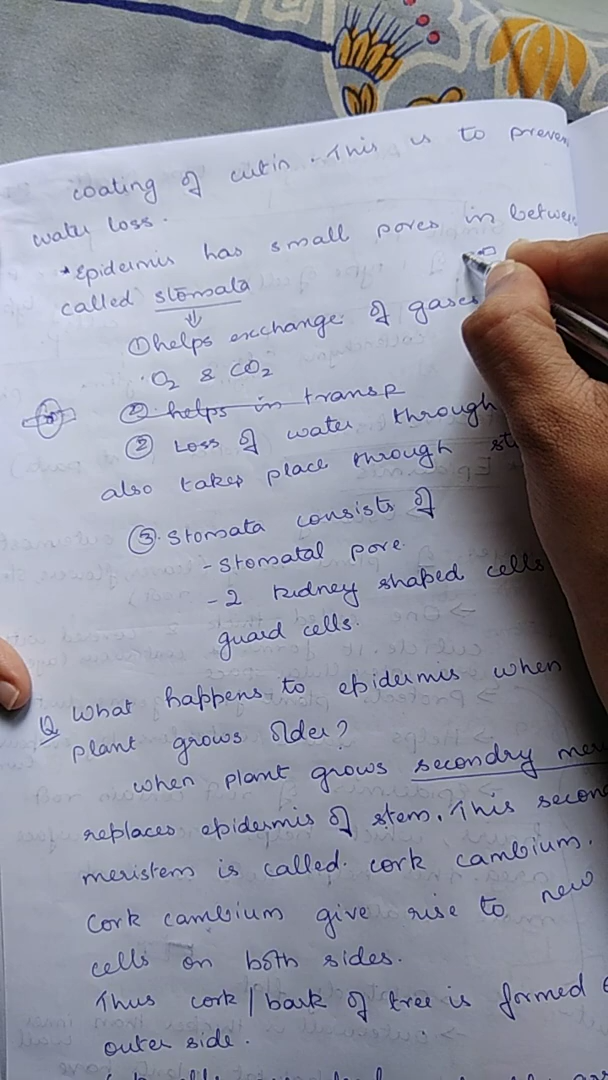 coating of cutin. This is to preven
water loss.
*Epidermis has small pores in betwee
called stomata
① helps exchange of gases
O2 & CO2
② helps in transp
② Loss of water through
also takes place through st
③ Stomata consists of
- Stomatal pore.
- 2 kidney shaped cells
guard cells.
Q What happens to epidermis when
plant grows older?
when plant grows secondry mer
replaces epidermis of stem. This secon
meristem is called cork cambium.
Cork cambium give rise to new
cells on both sides.
Thus cork/bark of tree is formed
outer side.